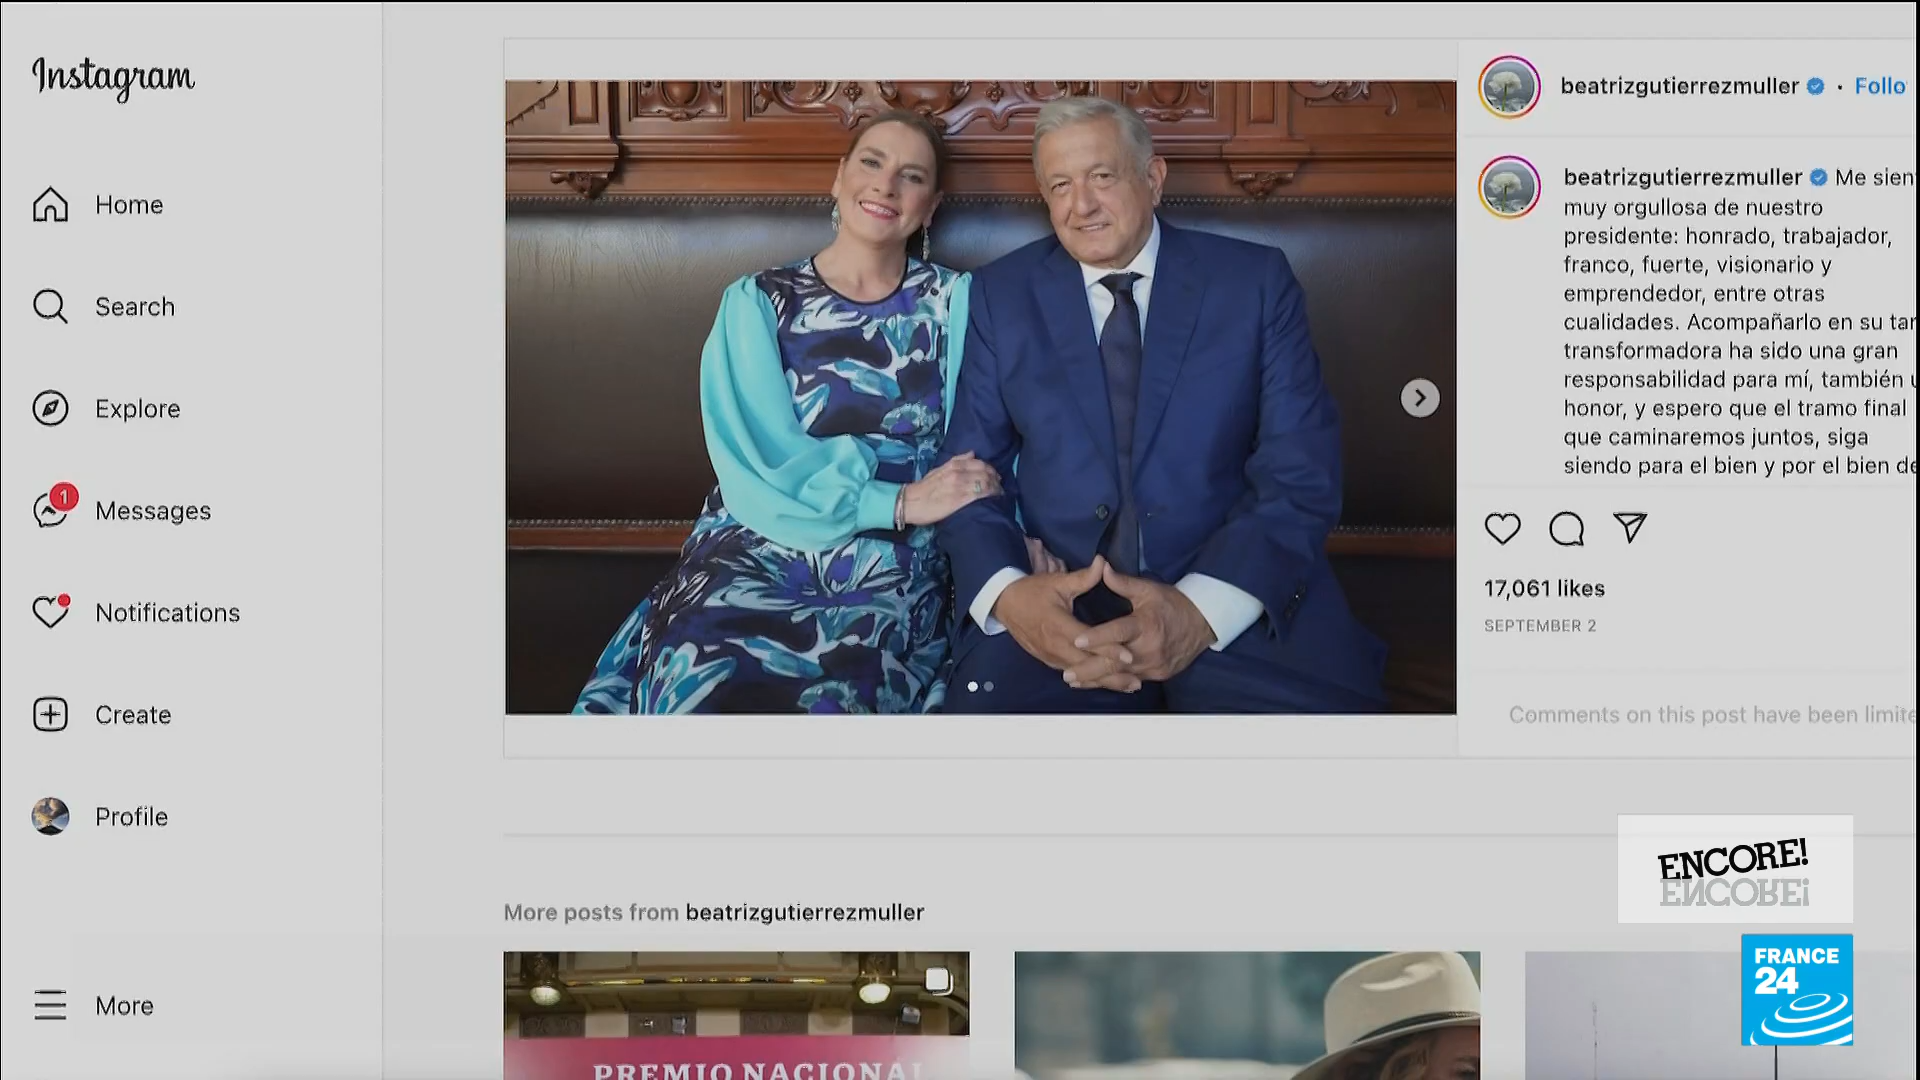 Instagram
Home
Search
Explore
1
Messages
Notifications
Create
Profile
More
beatrizgutierrezmuller · Follo
beatrizgutierrezmuller Me sien
muy orgullosa de nuestro
presidente: honrado, trabajador,
franco, fuerte, visionario y
emprendedor, entre otras
cualidades. Acompañarlo en su tar
transformadora ha sido una gran
responsabilidad para mí, también u
honor, y espero que el tramo final
que caminaremos juntos, siga
siendo para el bien y por el bien de
17,061 likes
SEPTEMBER 2
Comments on this post have been limite
More posts from beatrizgutierrezmuller
PREMIO NACIONAL
ENCORE!
ENCORE!
FRANCE
24